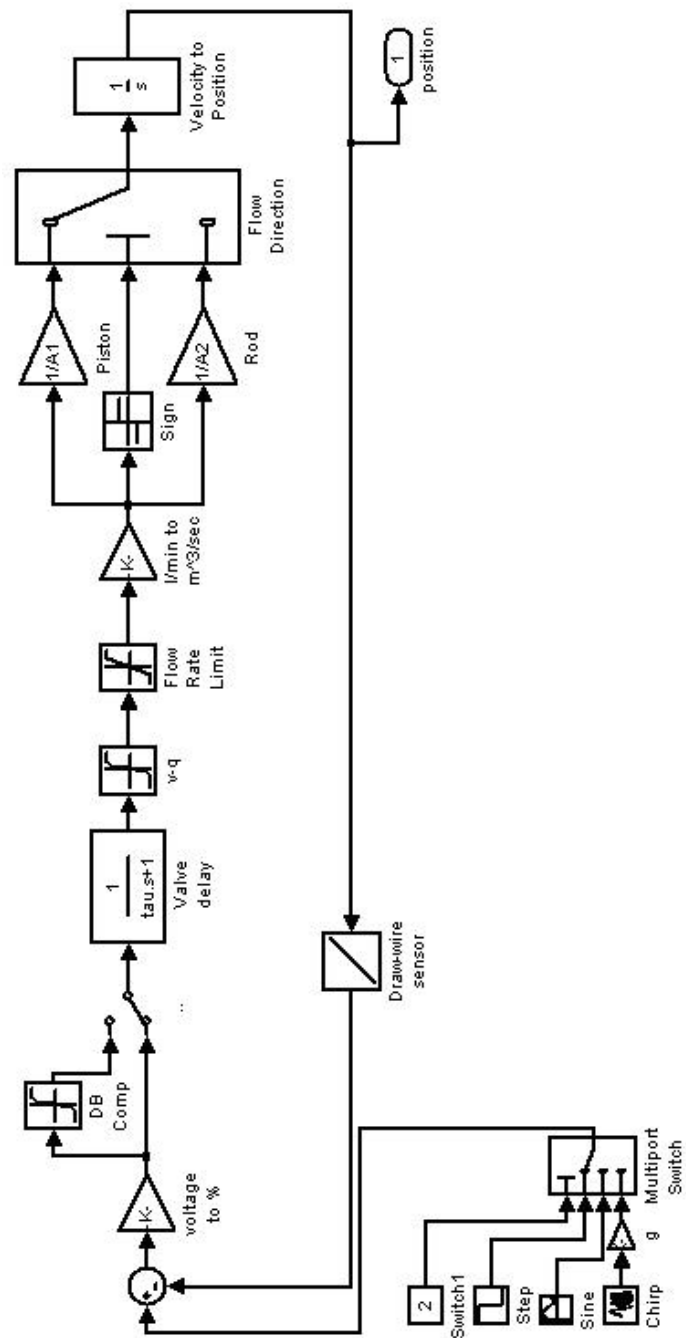 DB
Comp
-K-
voltage
to %
...
1
tau.s+1
Valve
delay
v-q
Flow
Rate
Limit
-K-
l/min to
m^3/sec
1/A1
Piston
Sign
1/A2
Rod
Flow
Direction
1
s
Velocity to
Position
1
position
Draw-wire
sensor
2
Switch1
Step
Sine
Chirp
g
Multiport
Switch